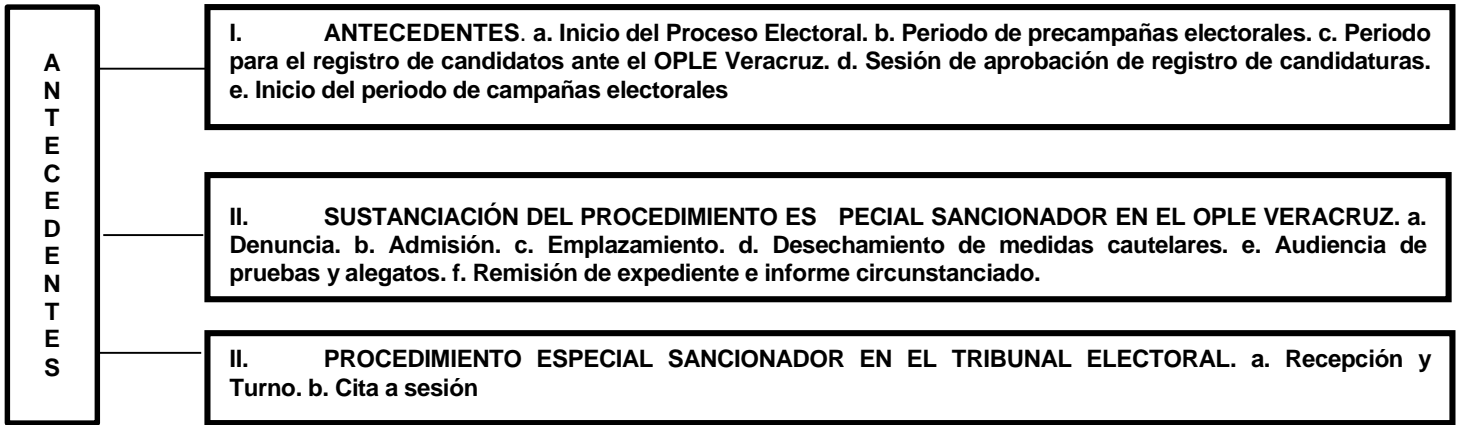 A
N
T
E
C
E
D
E
N
T
E
S
I. ANTECEDENTES. a. Inicio del Proceso Electoral. b. Periodo de precampañas electorales. c. Periodo
para el registro de candidatos ante el OPLE Veracruz. d. Sesión de aprobación de registro de candidaturas.
e. Inicio del periodo de campañas electorales
II. SUSTANCIACIÓN DEL PROCEDIMIENTO ES PECIAL SANCIONADOR EN EL OPLE VERACRUZ. a.
Denuncia. b. Admisión. c. Emplazamiento. d. Desechamiento de medidas cautelares. e. Audiencia de
pruebas y alegatos. f. Remisión de expediente e informe circunstanciado.
II. PROCEDIMIENTO ESPECIAL SANCIONADOR EN EL TRIBUNAL ELECTORAL. a. Recepción y
Turno. b. Cita a sesión